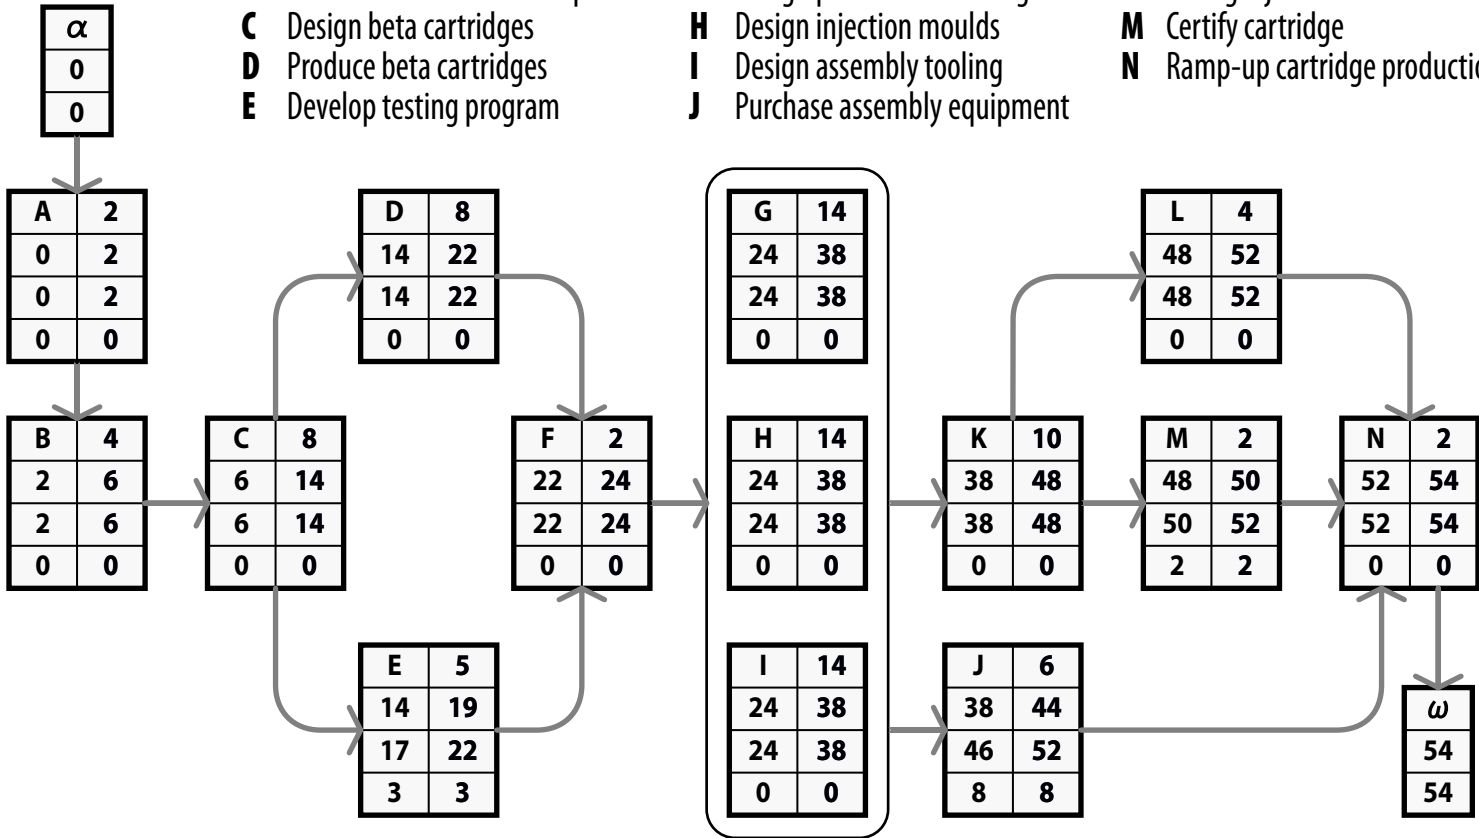 C Design beta cartridges
D Produce beta cartridges
E Develop testing program
H Design injection moulds
I Design assembly tooling
J Purchase assembly equipment
M Certify cartridge
N Ramp-up cartridge
α
0
0
A 2
0 2
0 2
0 0
B 4
2 6
2 6
0 0
C 8
6 14
6 14
0 0
D 8
14 22
14 22
0 0
E 5
14 19
17 22
3 3
F 2
22 24
22 24
0 0
G 14
24 38
24 38
0 0
H 14
24 38
24 38
0 0
I 14
24 38
24 38
0 0
K 10
38 48
38 48
0 0
J 6
38 44
46 52
8 8
L 4
48 52
48 52
0 0
M 2
48 50
50 52
2 2
N 2
52 54
52 54
0 0
ω
54
54